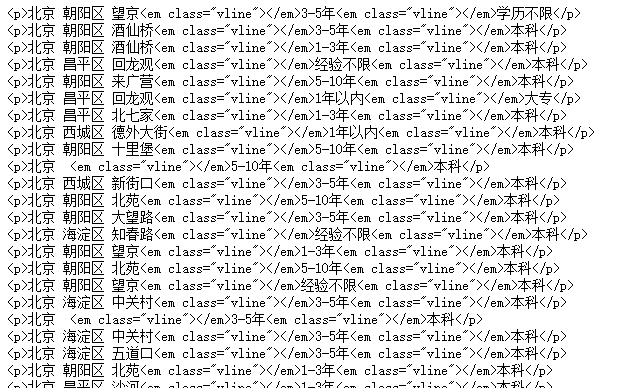 <p>北京 朝阳区 望京<em class="vline"></em>3-5年<em class="vline"></em>学历不限</p>
<p>北京 朝阳区 酒仙桥<em class="vline"></em>3-5年<em class="vline"></em>本科</p>
<p>北京 朝阳区 酒仙桥<em class="vline"></em>1-3年<em class="vline"></em>本科</p>
<p>北京 昌平区 回龙观<em class="vline"></em>经验不限<em class="vline"></em>本科</p>
<p>北京 朝阳区 来广营<em class="vline"></em>5-10年<em class="vline"></em>本科</p>
<p>北京 昌平区 回龙观<em class="vline"></em>1年以内<em class="vline"></em>大专</p>
<p>北京 昌平区 北七家<em class="vline"></em>1-3年<em class="vline"></em>本科</p>
<p>北京 西城区 德外大街<em class="vline"></em>1年以内<em class="vline"></em>本科</p>
<p>北京 朝阳区 十里堡<em class="vline"></em>5-10年<em class="vline"></em>本科</p>
<p>北京  <em class="vline"></em>5-10年<em class="vline"></em>本科</p>
<p>北京 西城区 新街口<em class="vline"></em>3-5年<em class="vline"></em>本科</p>
<p>北京 朝阳区 北苑<em class="vline"></em>5-10年<em class="vline"></em>本科</p>
<p>北京 朝阳区 大望路<em class="vline"></em>3-5年<em class="vline"></em>本科</p>
<p>北京 海淀区 知春路<em class="vline"></em>经验不限<em class="vline"></em>本科</p>
<p>北京 朝阳区 望京<em class="vline"></em>1-3年<em class="vline"></em>本科</p>
<p>北京 朝阳区 北苑<em class="vline"></em>5-10年<em class="vline"></em>本科</p>
<p>北京 朝阳区 望京<em class="vline"></em>经验不限<em class="vline"></em>本科</p>
<p>北京 海淀区 中关村<em class="vline"></em>3-5年<em class="vline"></em>本科</p>
<p>北京  <em class="vline"></em>3-5年<em class="vline"></em>本科</p>
<p>北京 海淀区 中关村<em class="vline"></em>3-5年<em class="vline"></em>本科</p>
<p>北京 海淀区 五道口<em class="vline"></em>3-5年<em class="vline"></em>本科</p>
<p>北京 朝阳区 北苑<em class="vline"></em>1-3年<em class="vline"></em>本科</p>
<p>北京 昌平区 沙河<em class="vline"></em>1-3年<em class="vline"></em>本科</p>